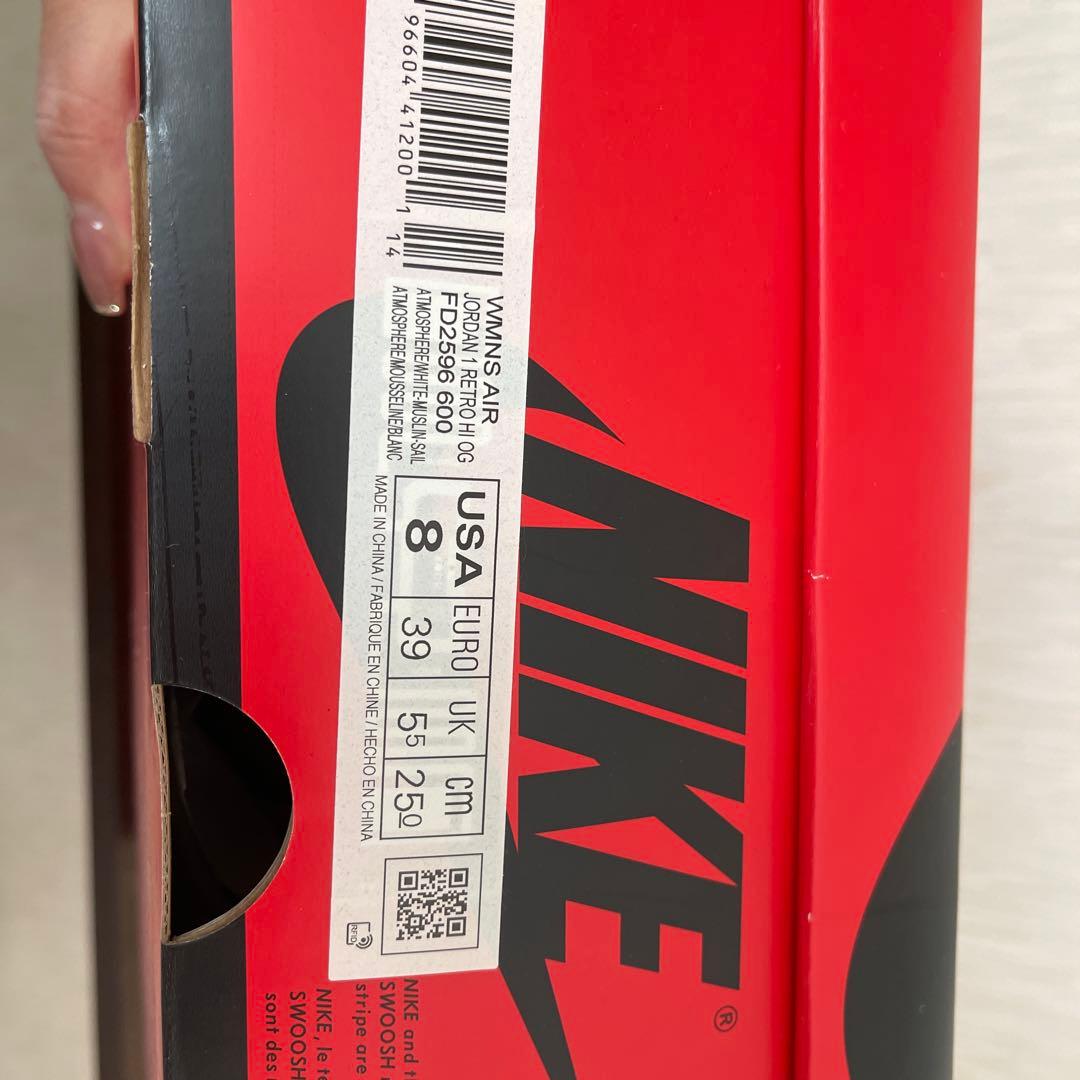 96604 41200 1
14
WMNS AIR
JORDAN 1 RETRO HI OG
FD2596 600
ATMOSPHERE/WHITE-MUSLIN-SAIL
ATMOSPHERE/MOUSSELINE/BLANC
USA EURO UK cm
8 39 5.5 25.0
MADE IN CHINA / FABRIQUE EN CHINE / HECHO EN CHINA
RFID
NIKE®
NIKE and t
SWOOSH
stripe are
NIKE, le t
SWOOSH
sont des